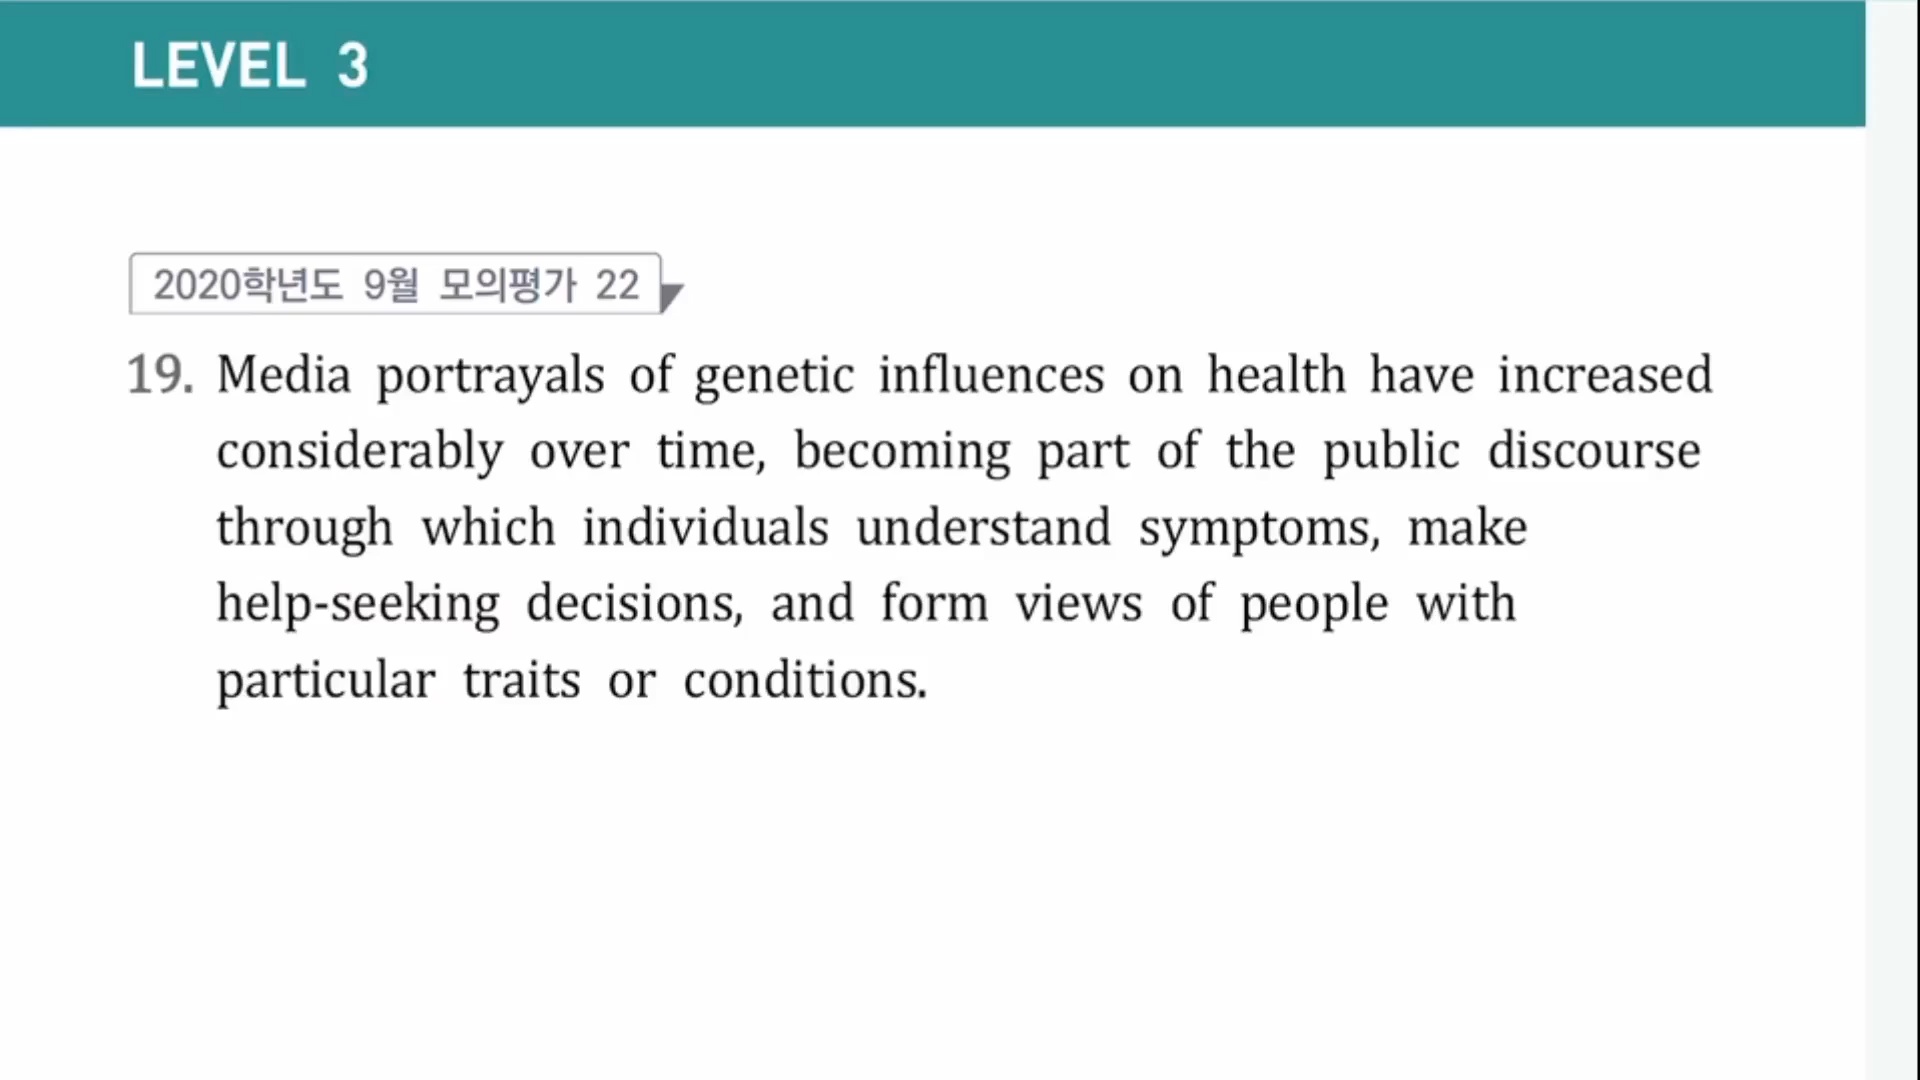 LEVEL 3
2020학년도 9월 모의평가 22
19. Media portrayals of genetic influences on health have increased
considerably over time, becoming part of the public discourse
through which individuals understand symptoms, make
help-seeking decisions, and form views of people with
particular traits or conditions.